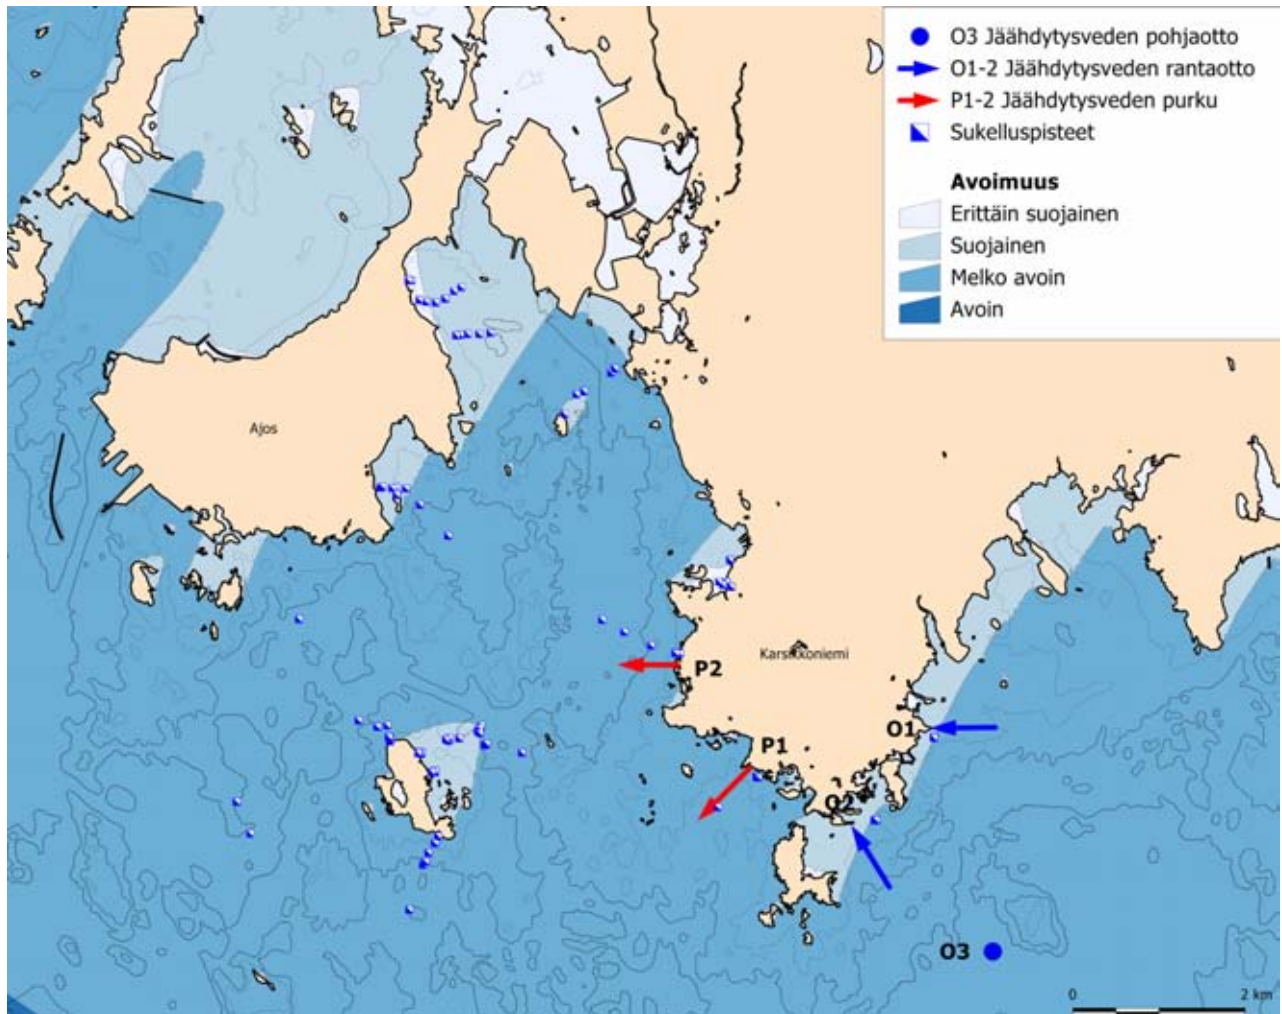 O3 Jäähdytysveden pohjaotto
O1-2 Jäähdytysveden rantaotto
P1-2 Jäähdytysveden purku
Sukelluspisteet
Avoimuus
Erittäin suojainen
Suojainen
Melko avoin
Avoin
Ajos
Karsikkoniemi
P2
O1
P1
O2
O3
0
2 km